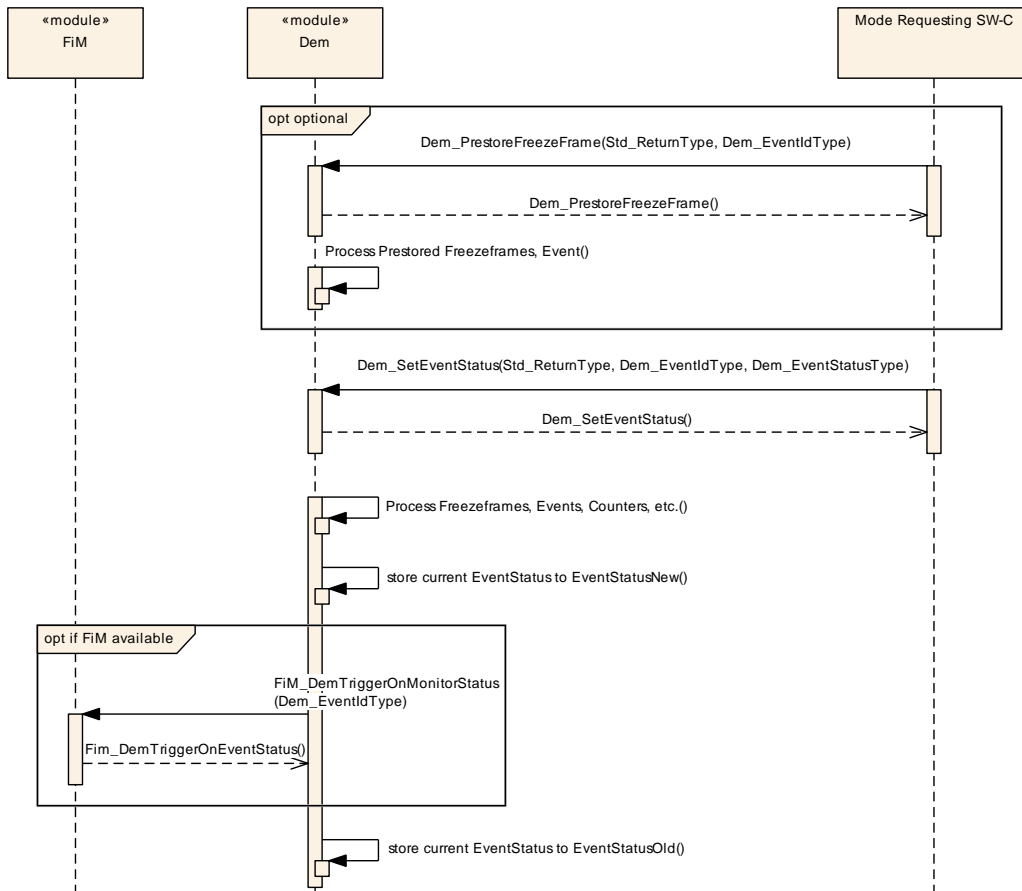 «module»
FiM
«module»
Dem
Mode Requesting SW-C
opt optional
Dem_PrestoreFreezeFrame(Std_ReturnType, Dem_EventIdType)
Dem_PrestoreFreezeFrame()
Process Prestored Freezeframes, Event()
Dem_SetEventStatus(Std_ReturnType, Dem_EventIdType, Dem_EventStatusType)
Dem_SetEventStatus()
Process Freezeframes, Events, Counters, etc.()
store current EventStatus to EventStatusNew()
opt if FiM available
FiM_DemTriggerOnMonitorStatus
(Dem_EventIdType)
Fim_DemTriggerOnEventStatus()
store current EventStatus to EventStatusOld()